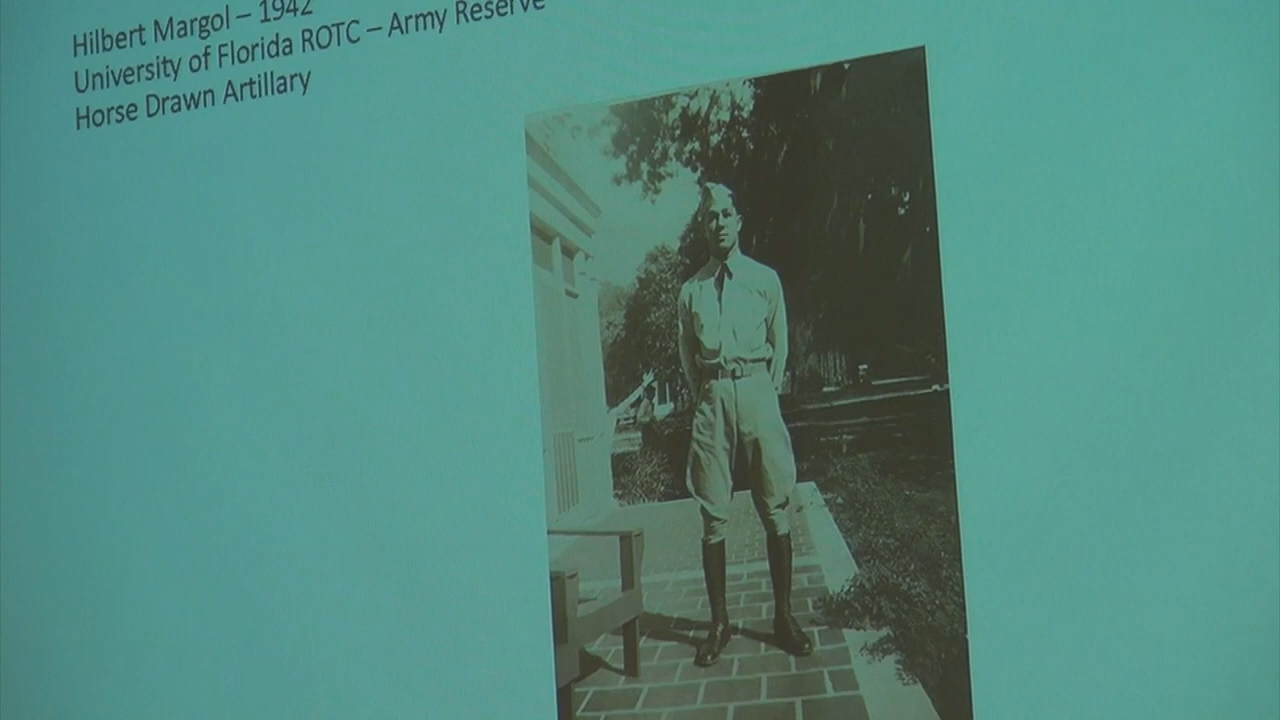 Hilbert Margol – 1942
University of Florida ROTC – Army Reserve
Horse Drawn Artillary